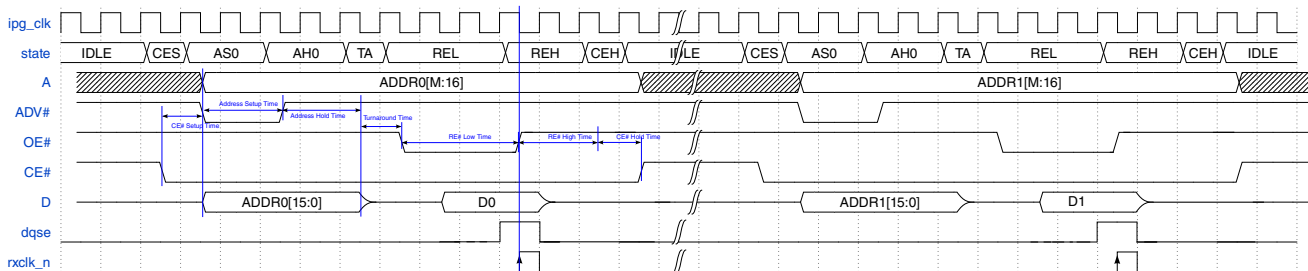 ipg_clk
state IDLE CES AS0 AH0 TA REL REH CEH IDLE CES AS0 AH0 TA REL REH CEH IDLE
A ADDR0[M:16] ADDR1[M:16]
ADV# Address Setup Time Address Hold Time
CE# Setup Time Turnaround Time
OE# RE# Low Time RE# High Time CE# Hold Time
CE#
D ADDR0[15:0] D0 ADDR1[15:0] D1
dqse
rxclk_n